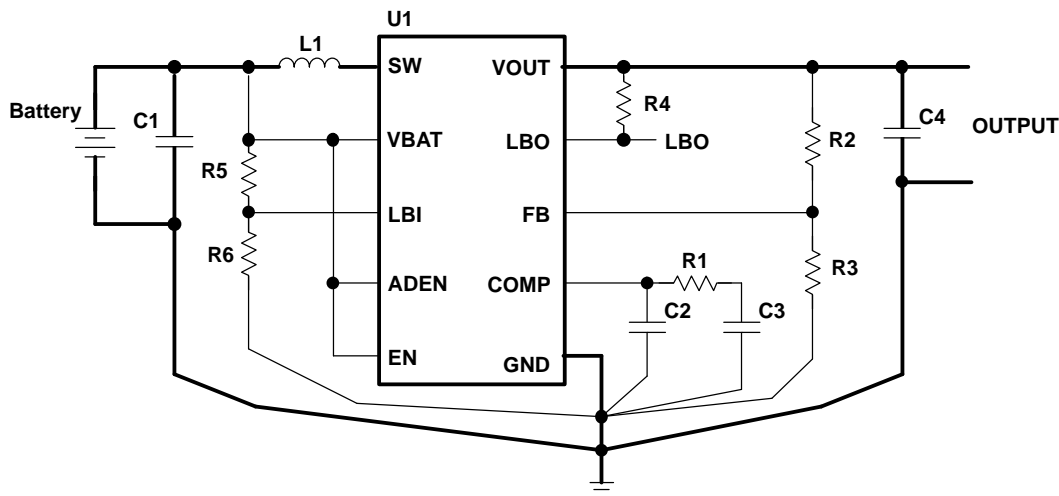 U1
L1
SW
VOUT
R4
Battery
C1
C4
OUTPUT
VBAT
LBO
LBO
R2
R5
LBI
FB
R6
R1
R3
ADEN
COMP
C2
C3
EN
GND